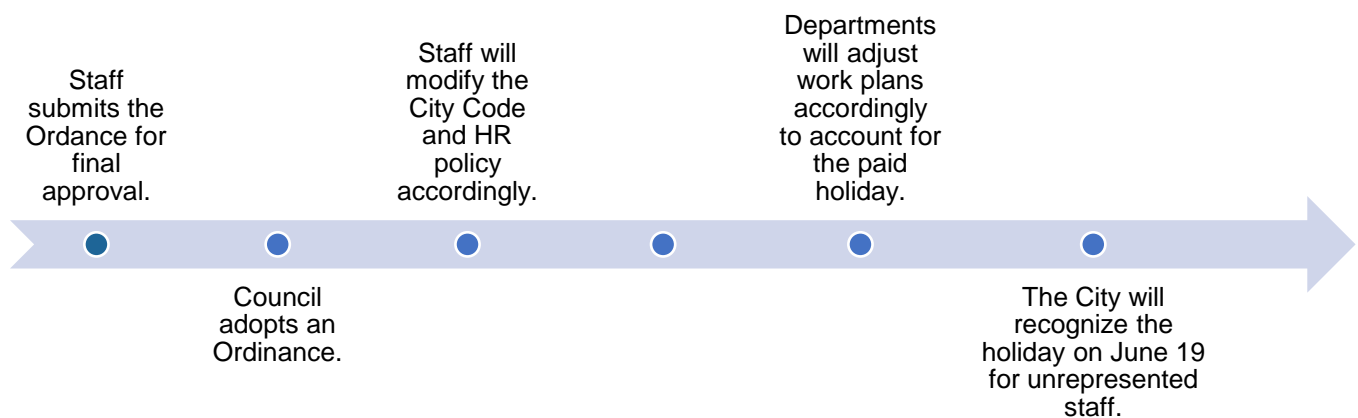 Staff
submits the
Ordance for
final
approval.
Council
adopts an
Ordinance.
Staff will
modify the
City Code
and HR
policy
accordingly.
Departments
will adjust
work plans
accordingly
to account for
the paid
holiday.
The City will
recognize the
holiday on June 19
for unrepresented
staff.